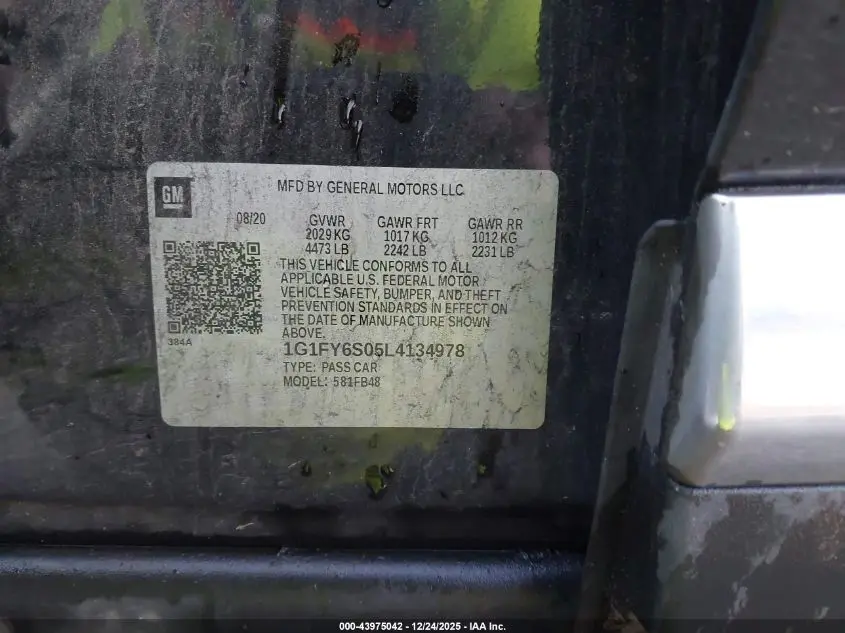 GM
MFD BY GENERAL MOTORS LLC
08/20 GVWR GAWR FRT GAWR RR
2029 KG 1017 KG 1012 KG
4473 LB 2242 LB 2231 LB
THIS VEHICLE CONFORMS TO ALL
APPLICABLE U.S. FEDERAL MOTOR
VEHICLE SAFETY, BUMPER, AND THEFT
PREVENTION STANDARDS IN EFFECT ON
THE DATE OF MANUFACTURE SHOWN
ABOVE.
384A
1G1FY6S05L4134978
TYPE: PASS CAR
MODEL: 581FB48
000-43975042 - 12/24/2025 - IAA Inc.